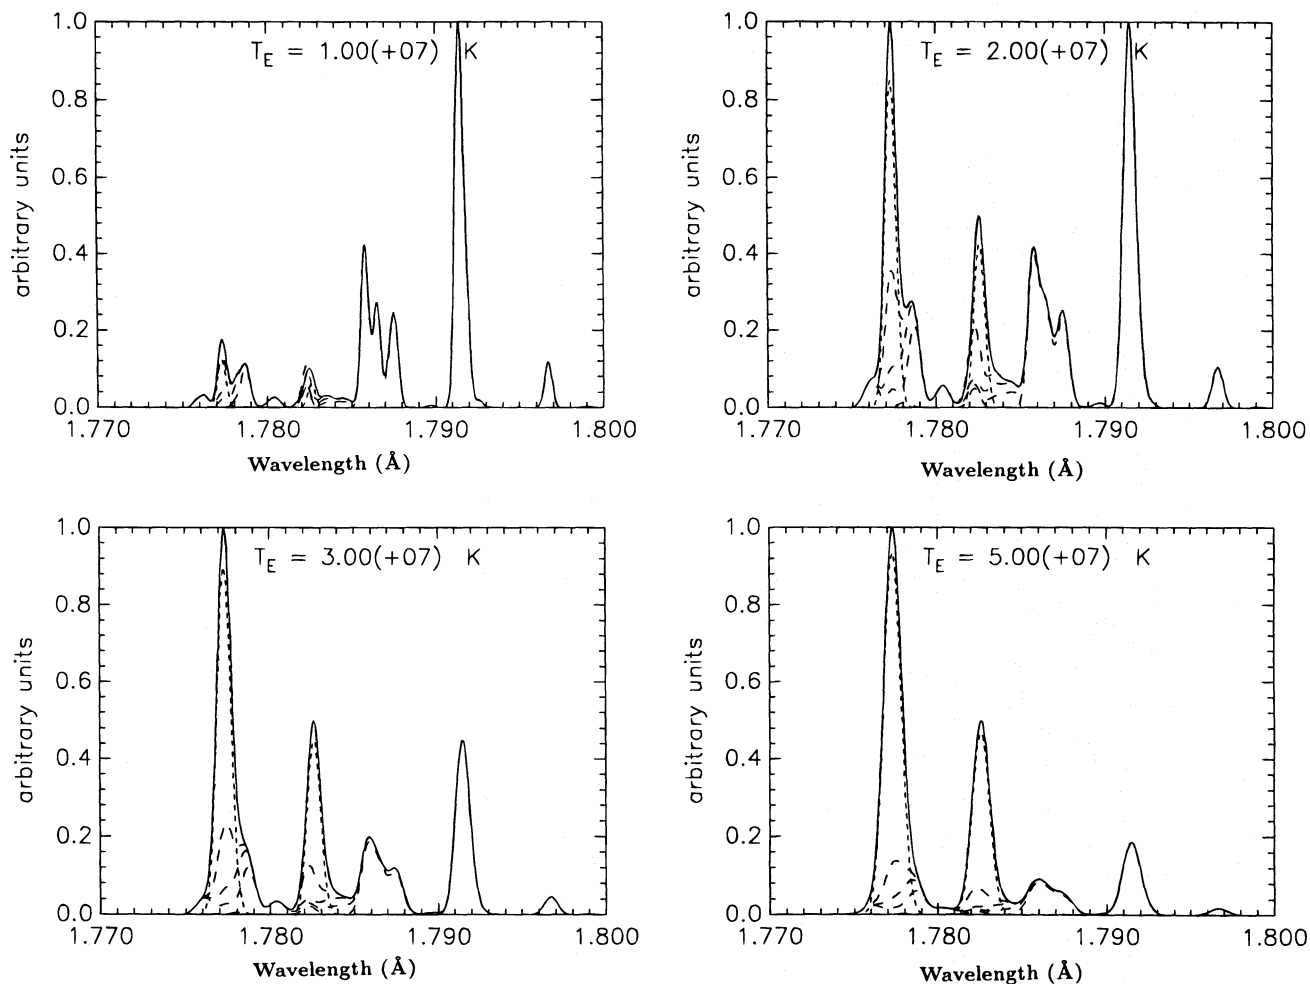 T_E = 1.00(+07) K
arbitrary units
1.0
0.8
0.6
0.4
0.2
0.0
1.770 1.780 1.790 1.800
Wavelength (Å)
T_E = 2.00(+07) K
arbitrary units
1.0
0.8
0.6
0.4
0.2
0.0
1.770 1.780 1.790 1.800
Wavelength (Å)
T_E = 3.00(+07) K
arbitrary units
1.0
0.8
0.6
0.4
0.2
0.0
1.770 1.780 1.790 1.800
Wavelength (Å)
T_E = 5.00(+07) K
arbitrary units
1.0
0.8
0.6
0.4
0.2
0.0
1.770 1.780 1.790 1.800
Wavelength (Å)